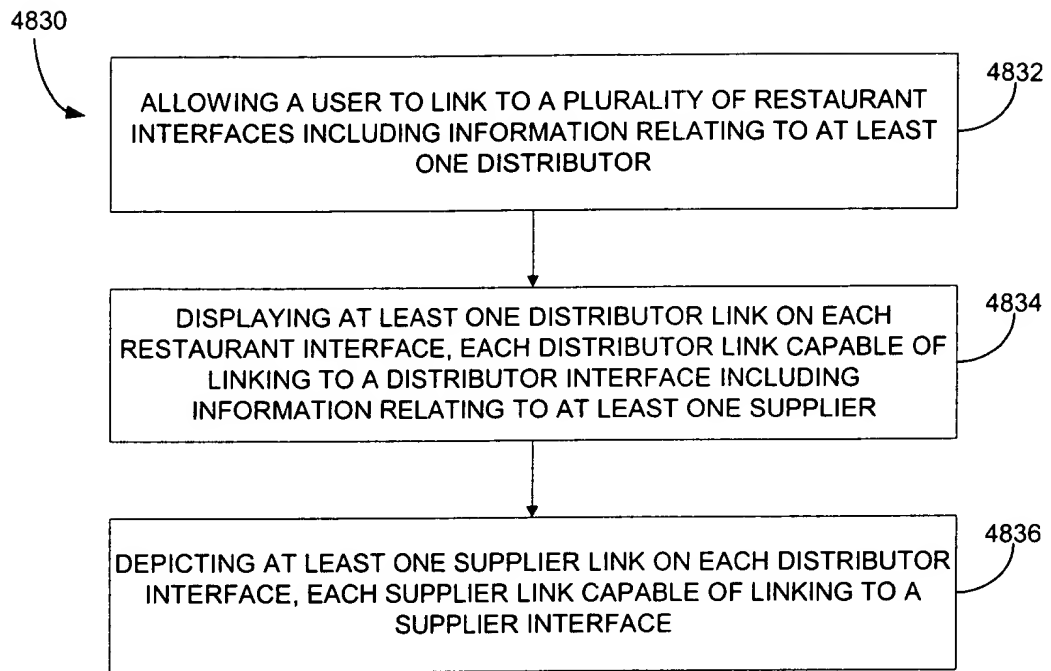 4830
4832
ALLOWING A USER TO LINK TO A PLURALITY OF RESTAURANT
INTERFACES INCLUDING INFORMATION RELATING TO AT LEAST
ONE DISTRIBUTOR
4834
DISPLAYING AT LEAST ONE DISTRIBUTOR LINK ON EACH
RESTAURANT INTERFACE, EACH DISTRIBUTOR LINK CAPABLE OF
LINKING TO A DISTRIBUTOR INTERFACE INCLUDING
INFORMATION RELATING TO AT LEAST ONE SUPPLIER
4836
DEPICTING AT LEAST ONE SUPPLIER LINK ON EACH DISTRIBUTOR
INTERFACE, EACH SUPPLIER LINK CAPABLE OF LINKING TO A
SUPPLIER INTERFACE